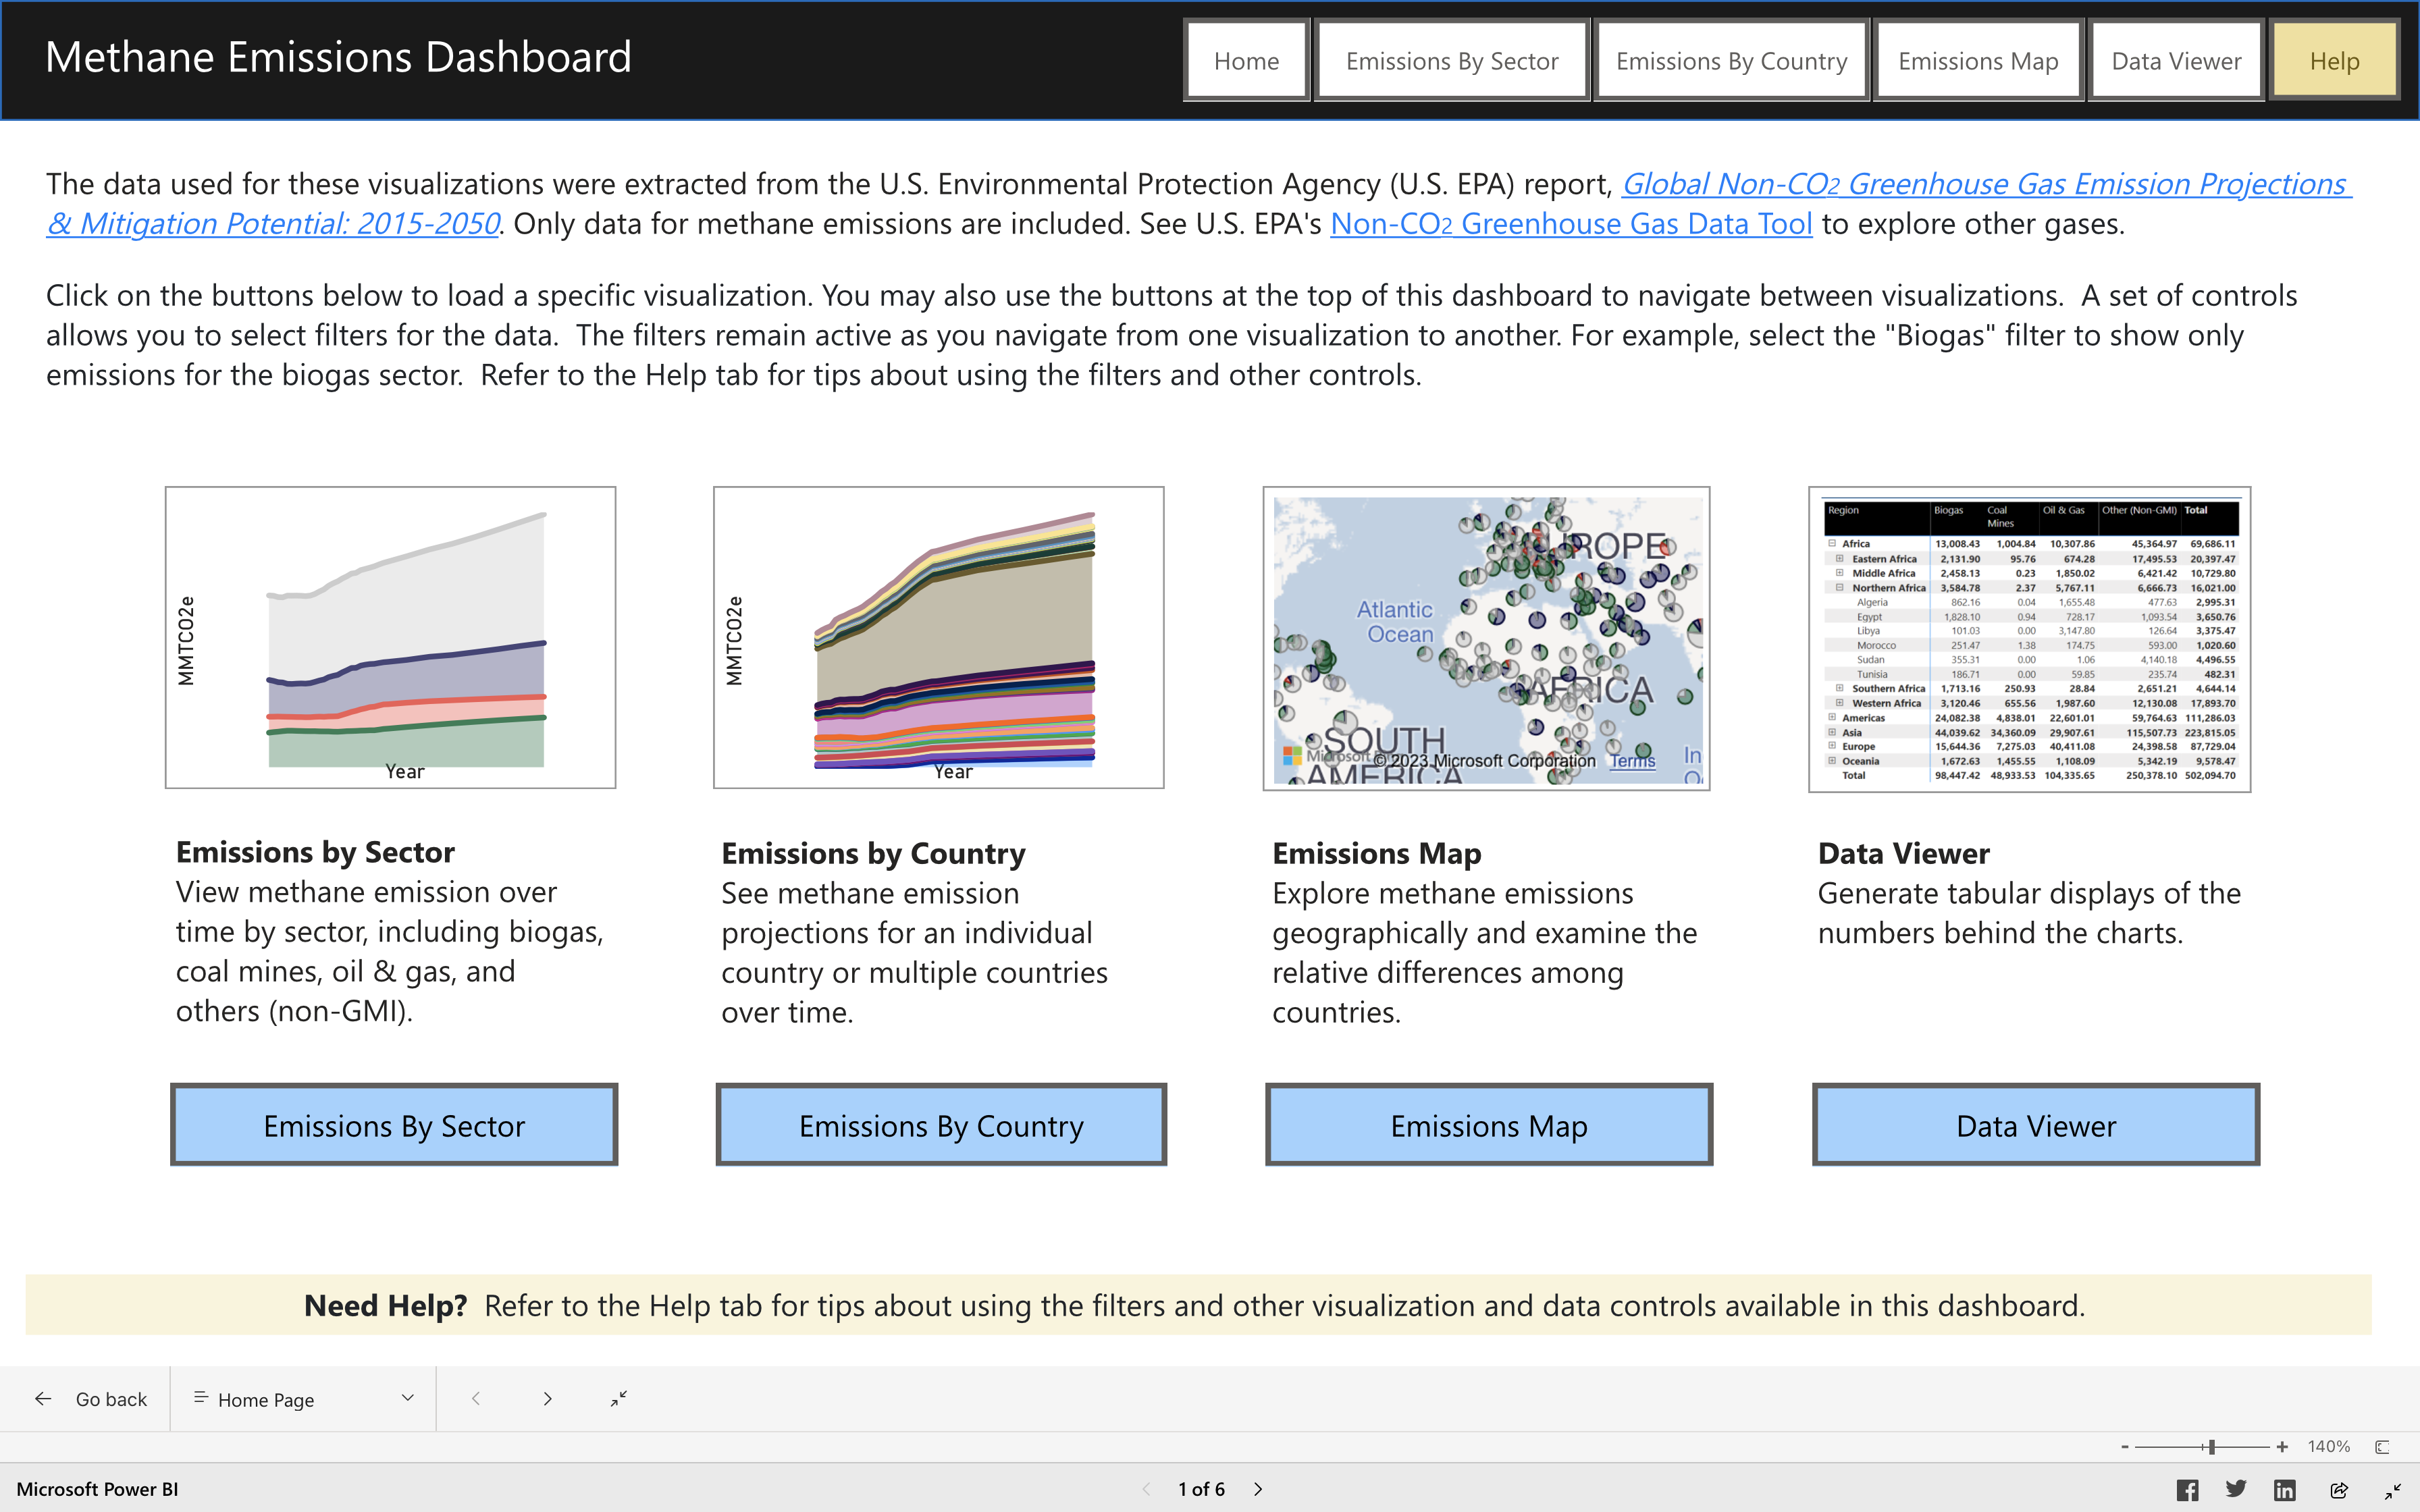 Methane Emissions Dashboard
Home
Emissions By Sector
Emissions By Country
Emissions Map
Data Viewer
Help
The data used for these visualizations were extracted from the U.S. Environmental Protection Agency (U.S. EPA) report, Global Non-CO2 Greenhouse Gas Emission Projections
& Mitigation Potential: 2015-2050. Only data for methane emissions are included. See U.S. EPA's Non-CO2 Greenhouse Gas Data Tool to explore other gases.
Click on the buttons below to load a specific visualization. You may also use the buttons at the top of this dashboard to navigate between visualizations.  A set of controls
allows you to select filters for the data.  The filters remain active as you navigate from one visualization to another. For example, select the "Biogas" filter to show only
emissions for the biogas sector.  Refer to the Help tab for tips about using the filters and other controls.
MMTCO2e
Year
MMTCO2e
Year
EUROPE
Atlantic
Ocean
AFRICA
SOUTH
AMERICA
Microsoft
© 2023 Microsoft Corporation
Terms
In
Region Biogas Coal Mines Oil & Gas Other (Non-GMI) Total
Africa 13,008.43 1,004.84 10,307.86 45,364.97 69,686.11
Eastern Africa 2,131.90 95.76 674.28 17,495.53 20,397.47
Middle Africa 2,458.13 0.23 1,850.02 6,421.42 10,729.80
Northern Africa 3,584.78 2.37 5,767.11 6,666.73 16,021.00
Algeria 862.16 0.04 1,655.48 477.63 2,995.31
Egypt 1,828.10 0.94 728.17 1,093.54 3,650.76
Libya 101.03 0.00 3,147.80 126.64 3,375.47
Morocco 251.47 1.38 174.75 593.00 1,020.60
Sudan 355.31 0.00 1.06 4,140.18 4,496.55
Tunisia 186.71 0.00 59.85 235.74 482.31
Southern Africa 1,713.16 250.93 28.84 2,651.21 4,644.14
Western Africa 3,120.46 655.56 1,987.60 12,130.08 17,893.70
Americas 24,082.38 4,838.01 22,601.01 59,764.63 111,286.03
Asia 44,039.62 34,360.09 29,907.61 115,507.73 223,815.05
Europe 15,644.36 7,275.03 40,411.08 24,398.58 87,729.04
Oceania 1,672.63 1,455.55 1,108.09 5,342.19 9,578.47
Total 98,447.42 48,933.53 104,335.65 250,378.10 502,094.70
Emissions by Sector
View methane emission over
time by sector, including biogas,
coal mines, oil & gas, and
others (non-GMI).
Emissions by Country
See methane emission
projections for an individual
country or multiple countries
over time.
Emissions Map
Explore methane emissions
geographically and examine the
relative differences among
countries.
Data Viewer
Generate tabular displays of the
numbers behind the charts.
Emissions By Sector
Emissions By Country
Emissions Map
Data Viewer
Need Help?  Refer to the Help tab for tips about using the filters and other visualization and data controls available in this dashboard.
Go back
Home Page
- + 140%
Microsoft Power BI
1 of 6